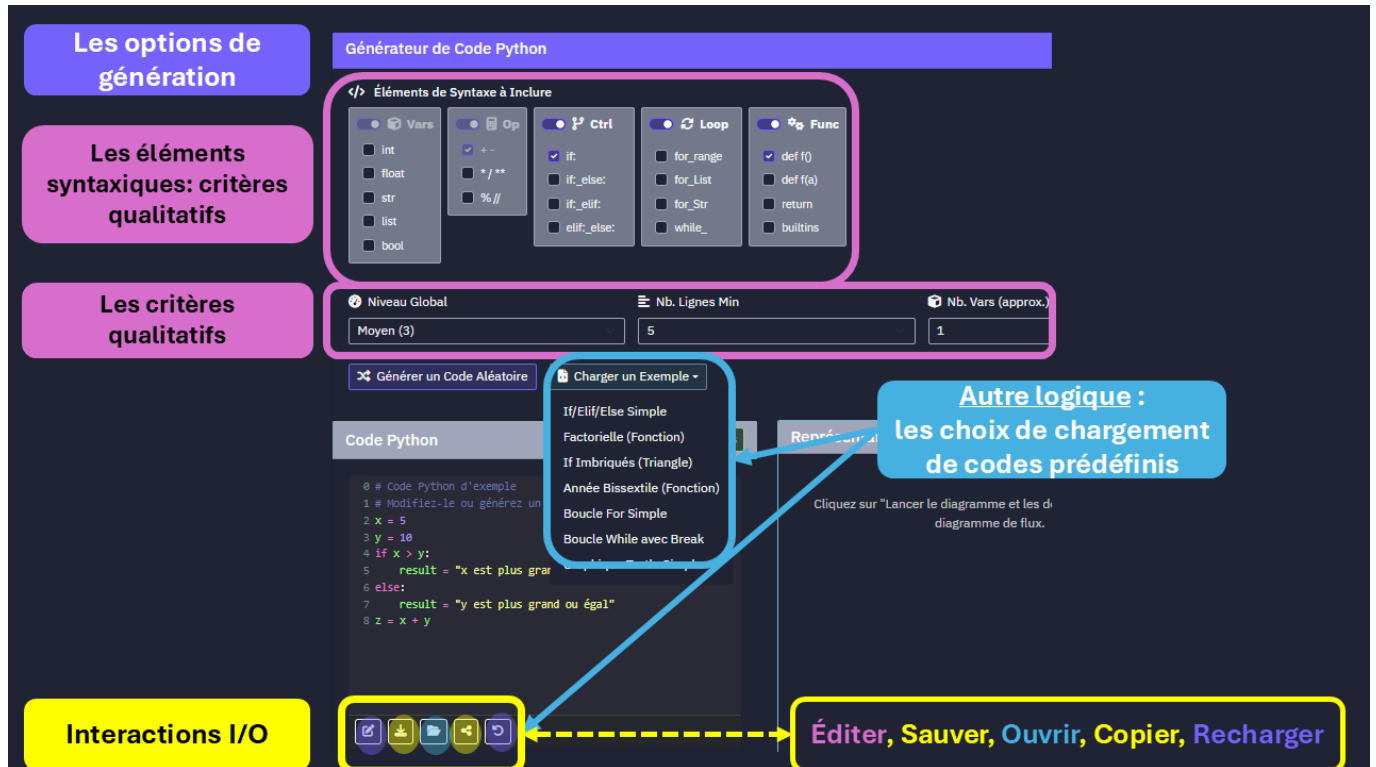 Les options de
génération
Générateur de Code Python
</> Éléments de Syntaxe à Inclure
Vars
int
float
str
list
bool
Op
+ -
* / **
% //
Ctrl
if:
if:_else:
if:_elif:
elif:_else:
Loop
for_range
for_List
for_Str
while_
Func
def f()
def f(a)
return
builtins
Les éléments
syntaxiques: critères
qualitatifs
Les critères
qualitatifs
Niveau Global
Moyen (3)
Nb. Lignes Min
5
Nb. Vars (approx.)
1
Générer un Code Aléatoire
Charger un Exemple
If/Elif/Else Simple
Factorielle (Fonction)
If Imbriqués (Triangle)
Année Bissextile (Fonction)
Boucle For Simple
Boucle While avec Break
Autre logique :
les choix de chargement
de codes prédéfinis
Code Python
0 # Code Python d'exemple
1 # Modifiez-le ou générez un
2 x = 5
3 y = 10
4 if x > y:
5 result = "x est plus gran
6 else:
7 result = "y est plus grand ou égal"
8 z = x + y
Cliquez sur "Lancer le diagramme et les d
diagramme de flux.
Interactions I/O
Éditer, Sauver, Ouvrir, Copier, Recharger